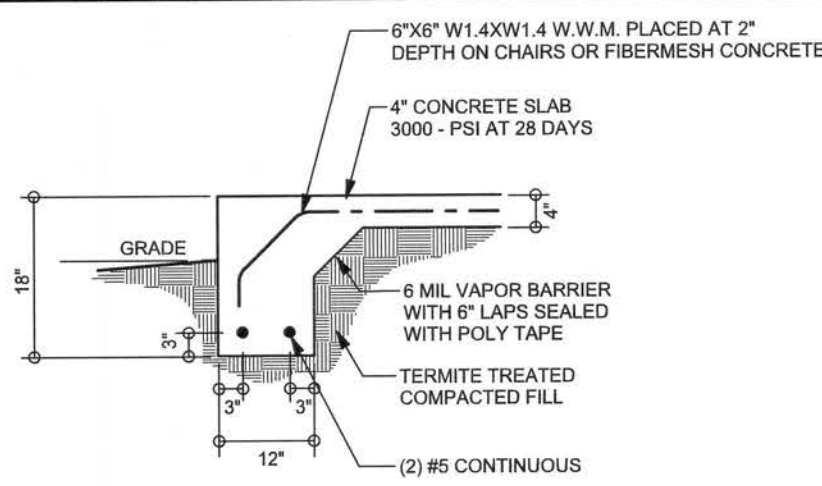 6"X6" W1.4XW1.4 W.W.M. PLACED AT 2"
DEPTH ON CHAIRS OR FIBERMESH CONCRETE
4" CONCRETE SLAB
3000 - PSI AT 28 DAYS
4"
GRADE
18"
3"
6 MIL VAPOR BARRIER
WITH 6" LAPS SEALED
WITH POLY TAPE
TERMITE TREATED
COMPACTED FILL
3"
3"
12"
(2) #5 CONTINUOUS